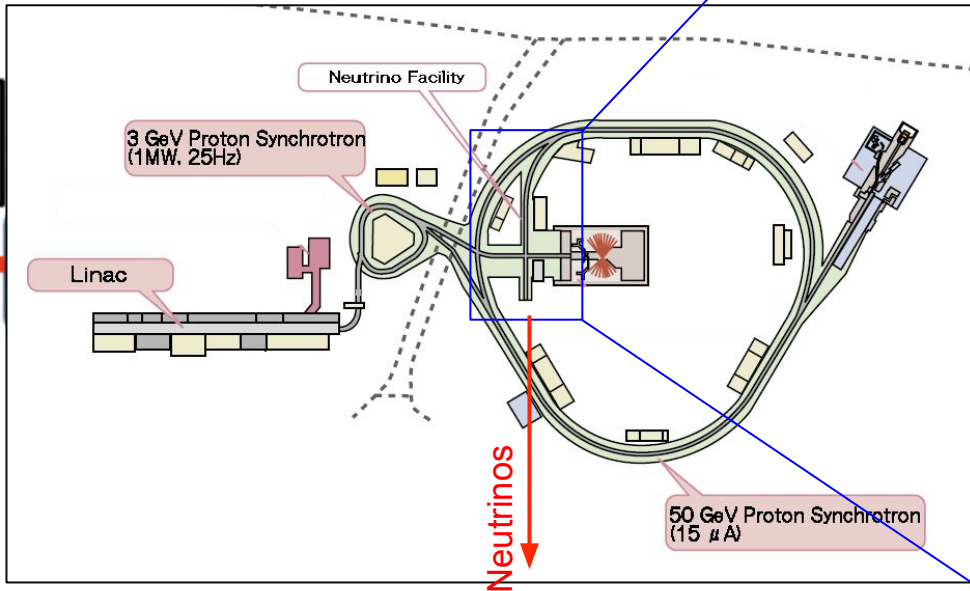 Neutrino Facility
3 GeV Proton Synchrotron
(1MW, 25Hz)
Linac
Neutrinos
50 GeV Proton Synchrotron
(15 μA)